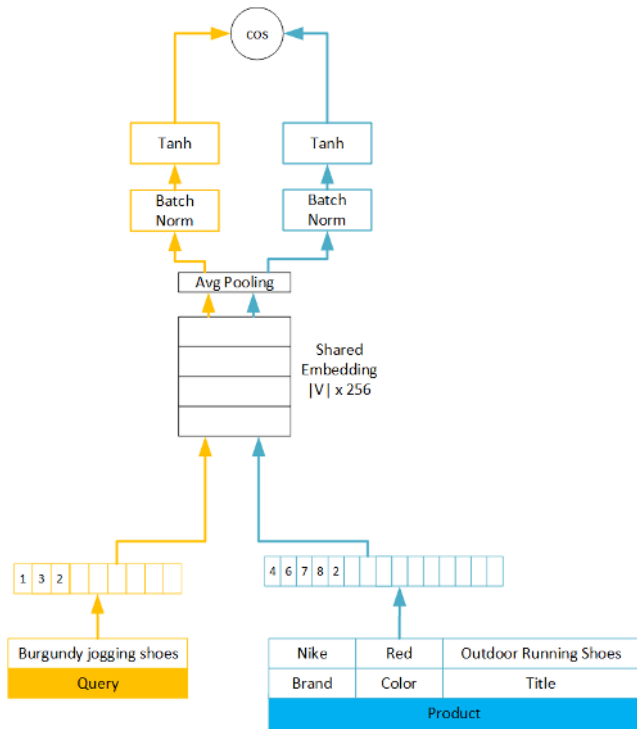 cos
Tanh
Tanh
Batch
Norm
Batch
Norm
Avg Pooling
Shared
Embedding
|V| x 256
1 3 2
4 6 7 8 2
Burgundy jogging shoes
Query
Nike Red Outdoor Running Shoes
Brand Color Title
Product